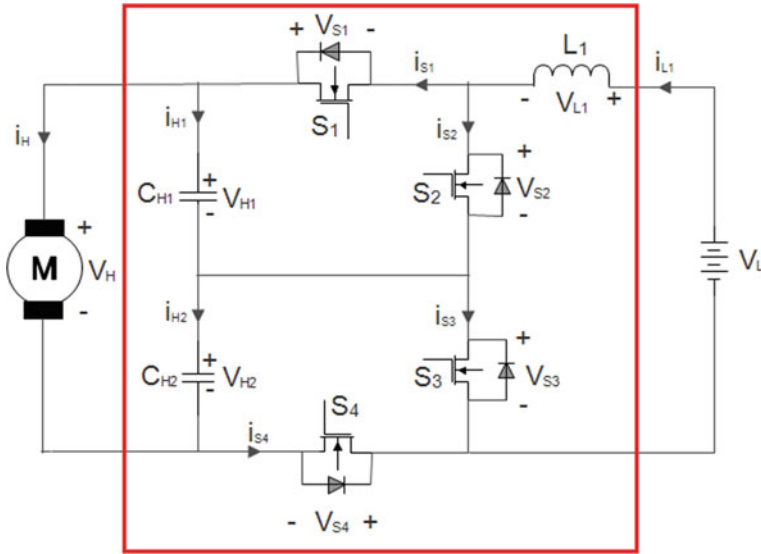 + VS1 -
iS1
L1
iL1
- VL1 +
S1
iH
iH1
iS2
+
CH1
+
-
VH1
S2
VS2
-
M
+
VH
-
VL
iH2
iS3
+
CH2
+
-
VH2
S3
VS3
-
S4
iS4
- VS4 +